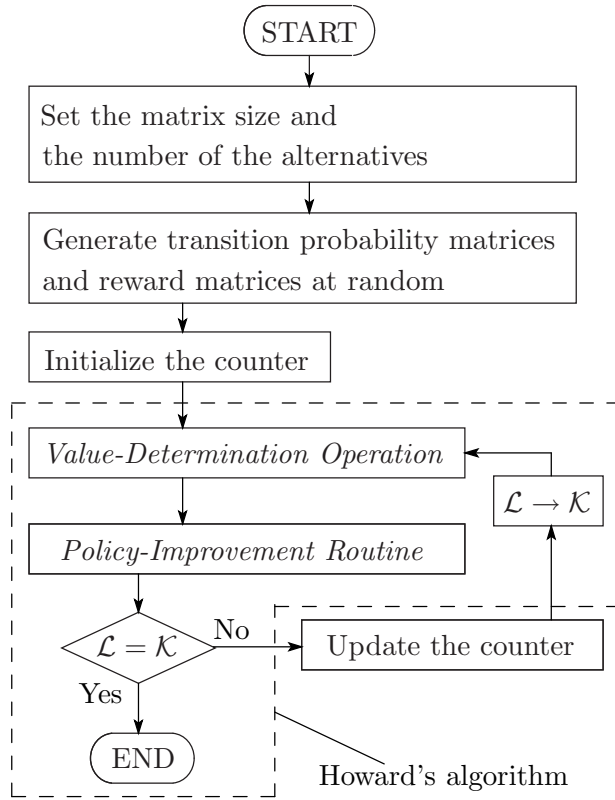 START
Set the matrix size and
the number of the alternatives
Generate transition probability matrices
and reward matrices at random
Initialize the counter
Value-Determination Operation
ℒ → 𝒦
Policy-Improvement Routine
ℒ = 𝒦
No
Update the counter
Yes
END
Howard's algorithm